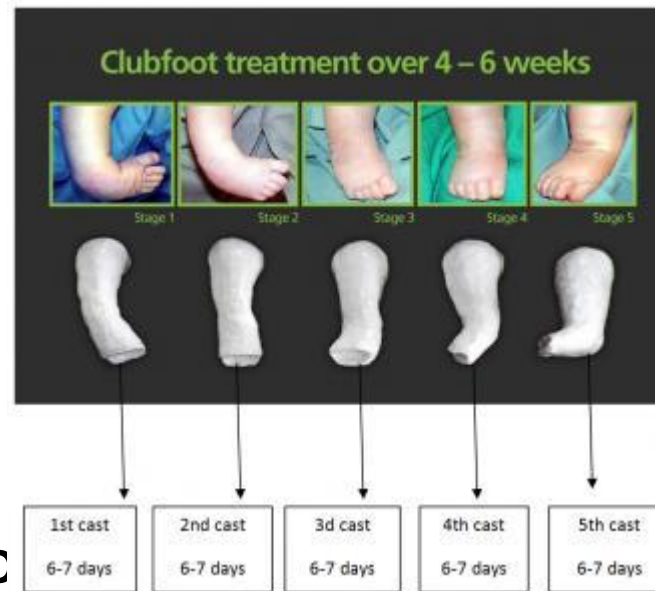 Clubfoot treatment over 4 – 6 weeks
Stage 1 Stage 2 Stage 3 Stage 4 Stage 5
1st cast 2nd cast 3d cast 4th cast 5th cast
6-7 days 6-7 days 6-7 days 6-7 days 6-7 days